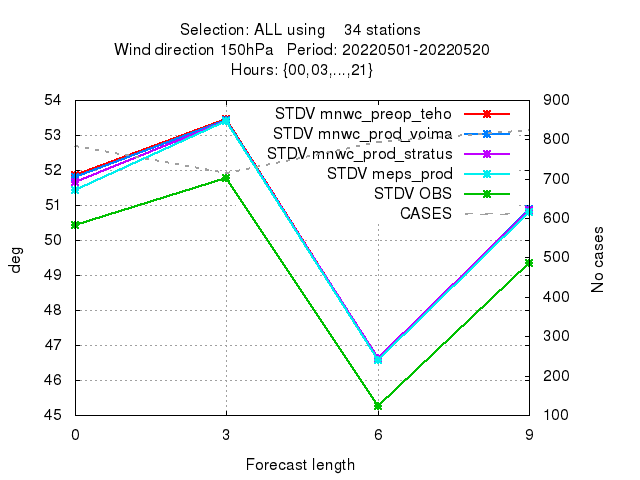 Selection: ALL using 34 stations
Wind direction 150hPa Period: 20220501-20220520
Hours: {00,03,...,21}
STDV mnwc_preop_teho
STDV mnwc_prod_voima
STDV mnwc_prod_stratus
STDV meps_prod
STDV OBS
CASES
54
53
52
51
50
49
48
47
46
45
deg
900
800
700
600
500
400
300
200
100
No cases
0 3 6 9
Forecast length